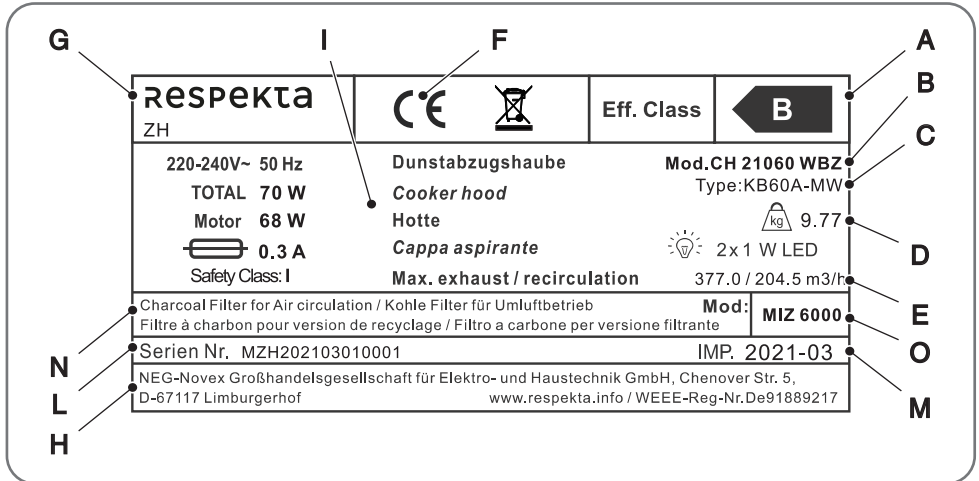 G I F A
B
C
D
E
O
M
N
L
H
Respekta
ZH
CE
Eff. Class
B
220-240V~ 50 Hz Dunstabzugshaube Mod.CH 21060 WBZ
TOTAL 70 W Cooker hood Type:KB60A-MW
Motor 68 W Hotte kg 9.77
0.3 A Cappa aspirante 2x1 W LED
Safety Class: I Max. exhaust / recirculation 377.0 / 204.5 m3/h
Charcoal Filter for Air circulation / Kohle Filter für Umluftbetrieb Mod: MIZ 6000
Filtre à charbon pour version de recyclage / Filtro a carbone per versione filtrante
Serien Nr. MZH202103010001 IMP. 2021-03
NEG-Novex Großhandelsgesellschaft für Elektro- und Haustechnik GmbH, Chenover Str. 5,
D-67117 Limburgerhof www.respekta.info / WEEE-Reg-Nr.De91889217